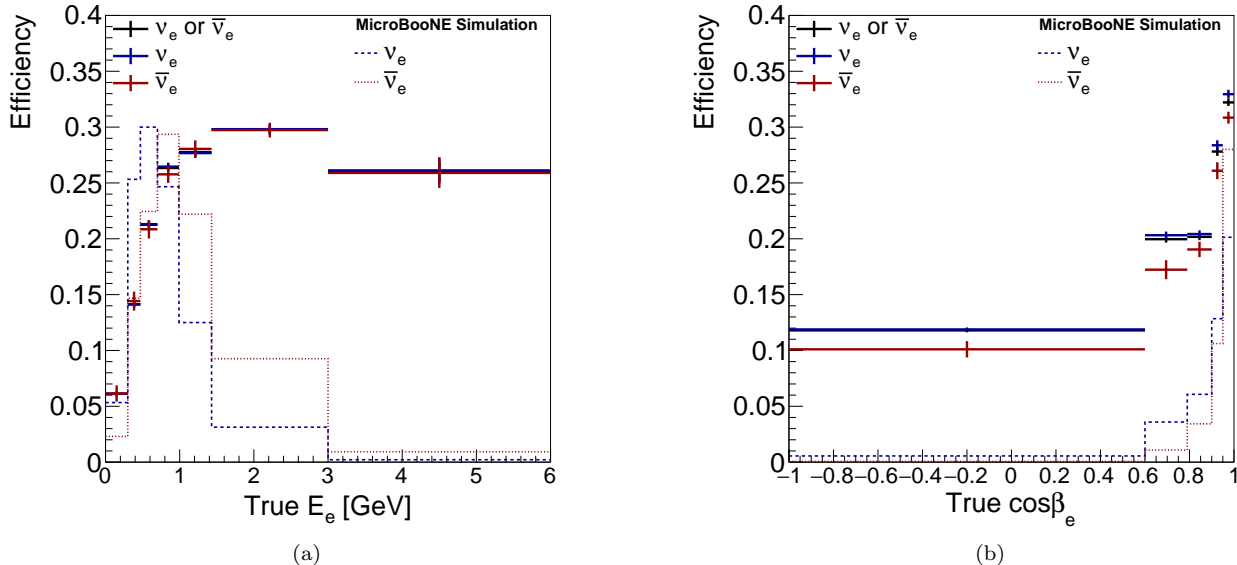 MicroBooNE Simulation
νe or ν̅e
νe
ν̅e
νe
ν̅e
Efficiency
0.4
0.35
0.3
0.25
0.2
0.15
0.1
0.05
0
0 1 2 3 4 5 6
True Ee [GeV]
(a)
MicroBooNE Simulation
νe or ν̅e
νe
ν̅e
νe
ν̅e
Efficiency
0.4
0.35
0.3
0.25
0.2
0.15
0.1
0.05
0
−1 −0.8 −0.6 −0.4 −0.2 0 0.2 0.4 0.6 0.8 1
True cosβe
(b)